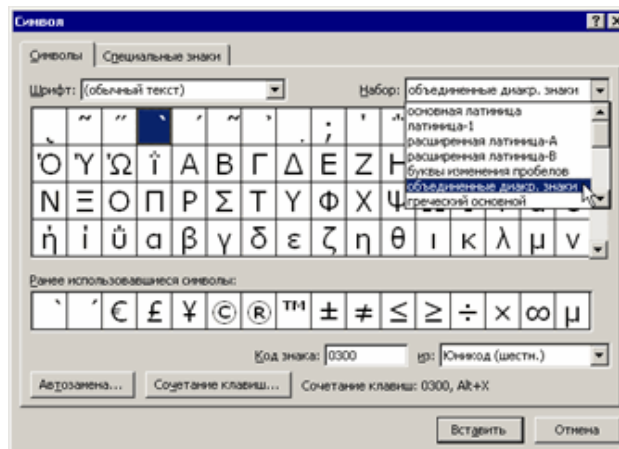 Символ
Символы Специальные знаки
Шрифт: (обычный текст) Набор: объединенные диакр. знаки
основная латиница
латиница-1
расширенная латиница-A
расширенная латиница-B
буквы изменения пробелов
объединенные диакр. знаки
греческий основной
Ό Ύ Ώ ΐ Α Β Γ Δ Ε Ζ Η
Ν Ξ Ο Π Ρ Σ Τ Υ Φ Χ Ψ
ή ί ΰ α β γ δ ε ζ η θ ι κ λ μ ν
Ранее использовавшиеся символы:
` ´ € £ ¥ © ® ™ ± ≠ ≤ ≥ ÷ × ∞ µ
Код знака: 0300 из: Юникод (шестн.)
Автозамена... Сочетание клавиш... Сочетание клавиш: 0300, Alt+X
Вставить Отмена